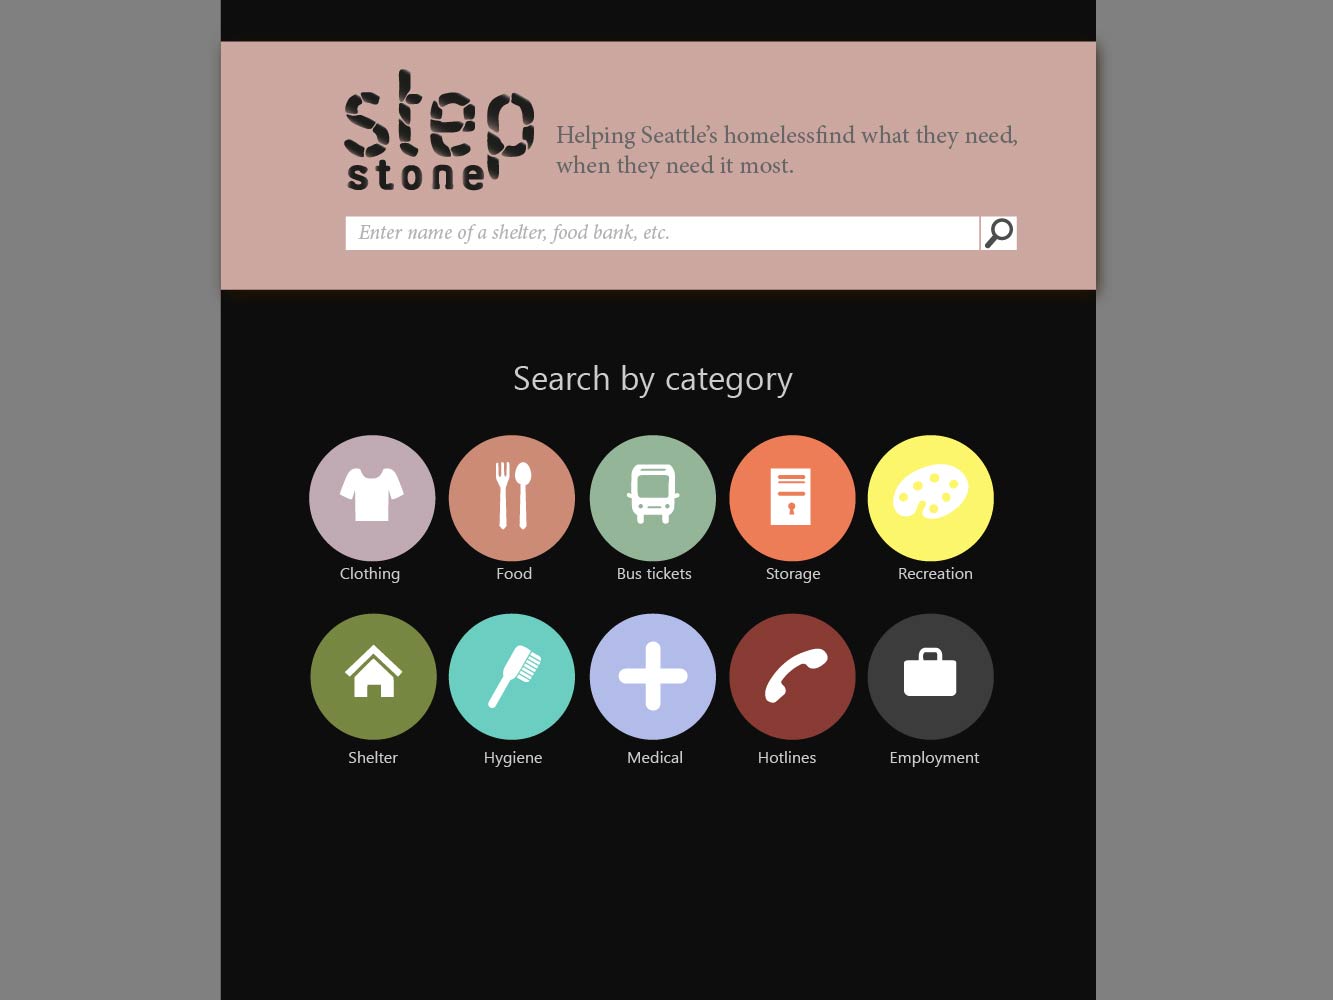 step
stone
Helping Seattle's homelessfind what they need,
when they need it most.
Enter name of a shelter, food bank, etc.
Search by category
Clothing
Food
Bus tickets
Storage
Recreation
Shelter
Hygiene
Medical
Hotlines
Employment